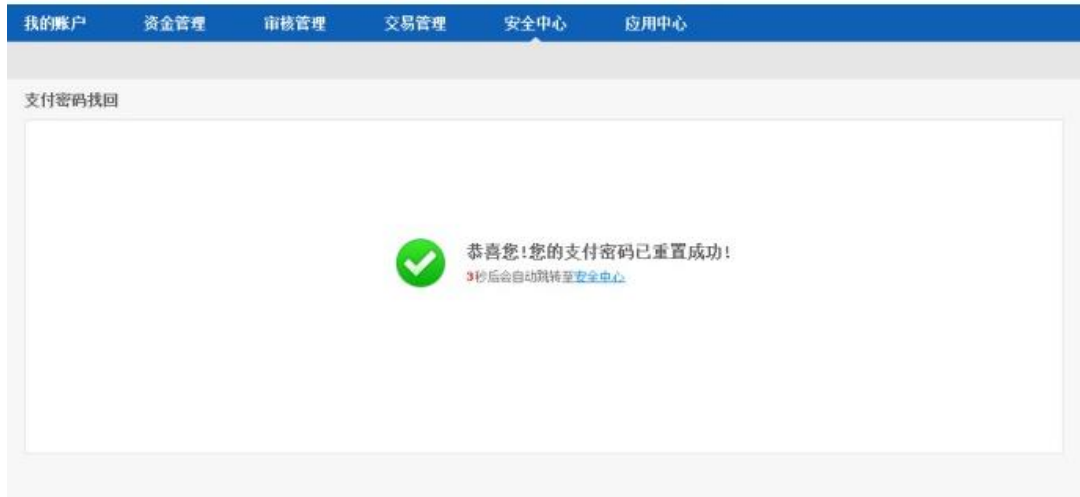 我的账户 资金管理 审核管理 交易管理 安全中心 应用中心
支付密码找回
恭喜您!您的支付密码已重置成功!
3秒后会自动跳转至安全中心